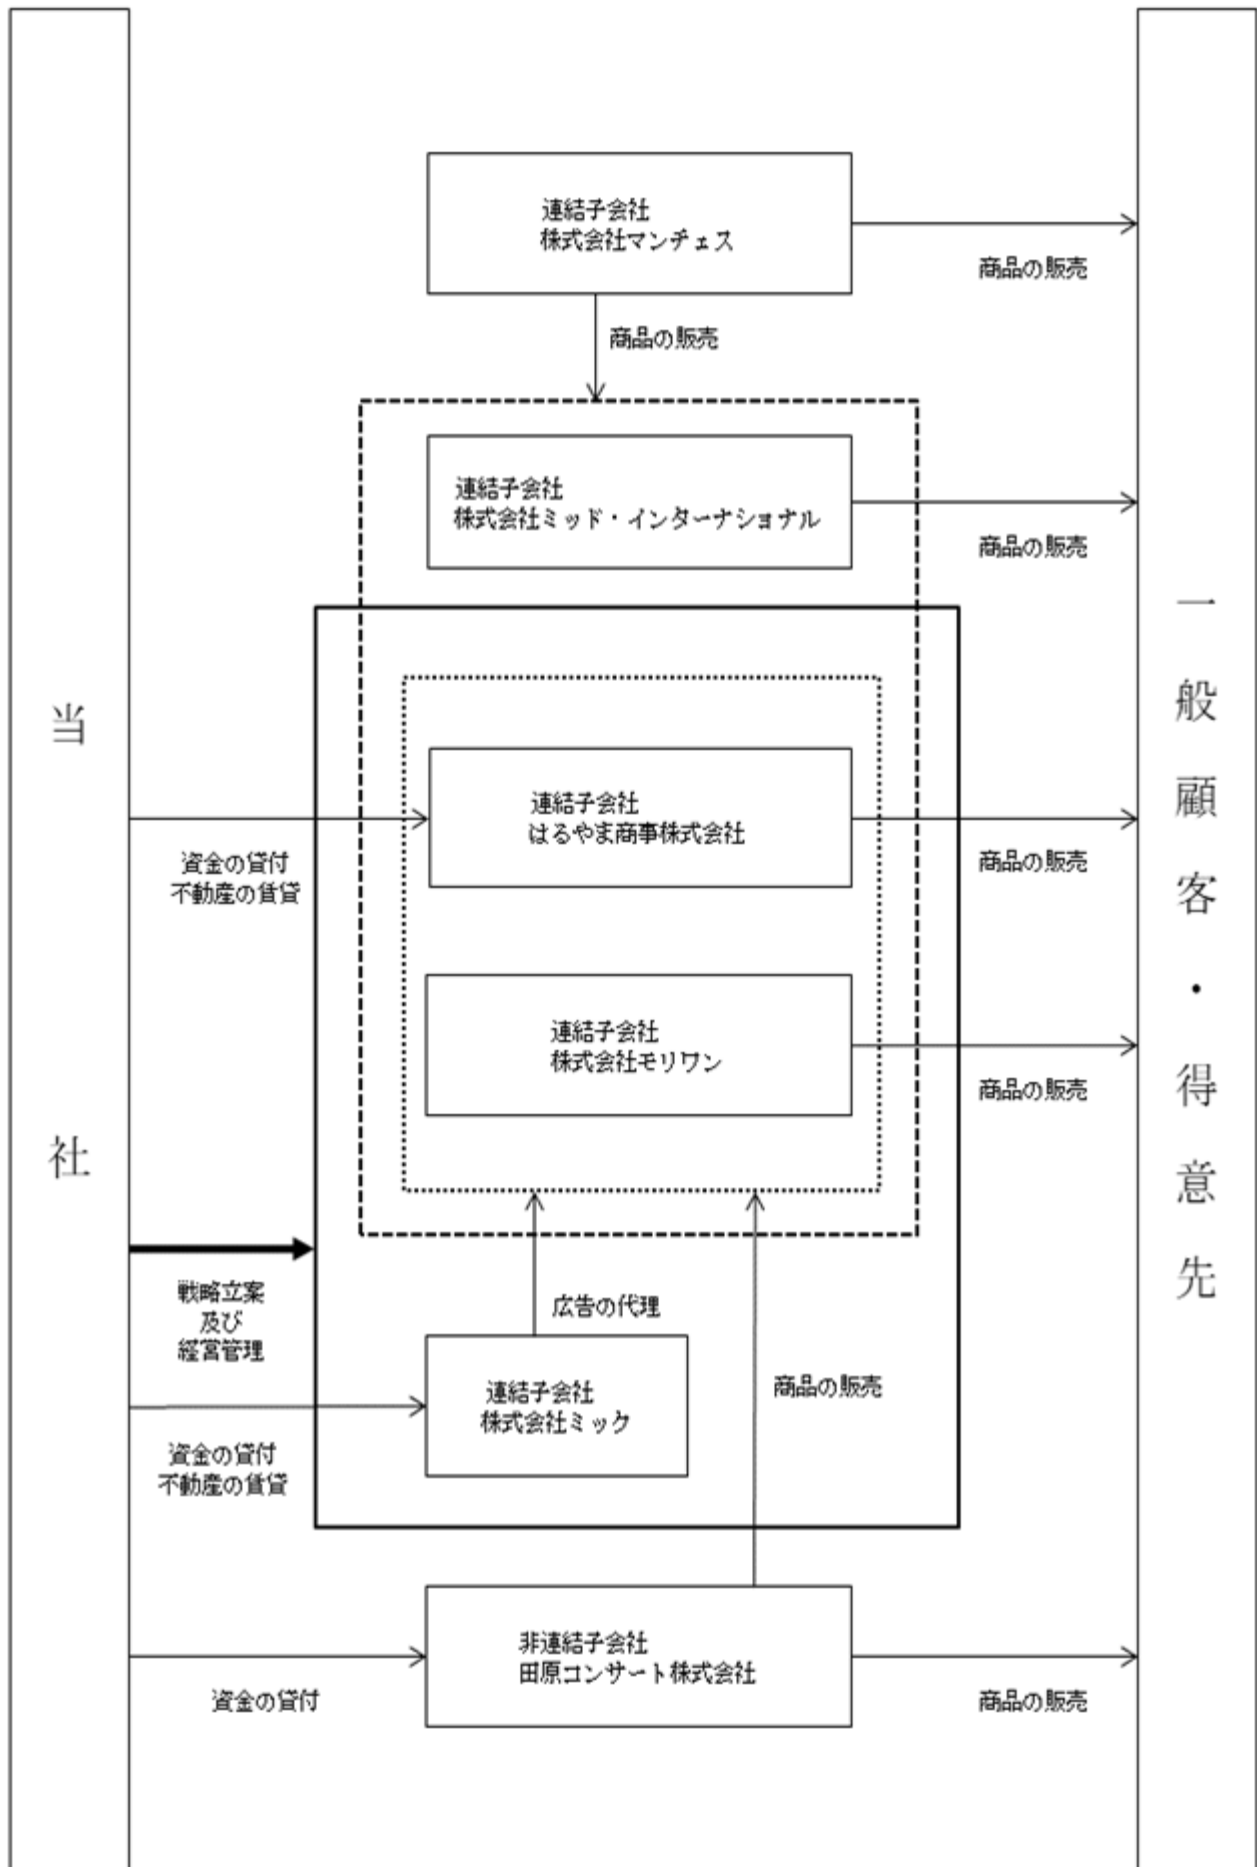 当社
連結子会社
株式会社マンチェス
商品の販売
商品の販売
連結子会社
株式会社ミッド・インターナショナル
商品の販売
連結子会社
はるやま商事株式会社
資金の貸付
不動産の賃貸
商品の販売
連結子会社
株式会社モリワン
商品の販売
戦略立案
及び
経営管理
広告の代理
商品の販売
連結子会社
株式会社ミック
資金の貸付
不動産の賃貸
非連結子会社
田原コンサート株式会社
資金の貸付
商品の販売
一般顧客・得意先